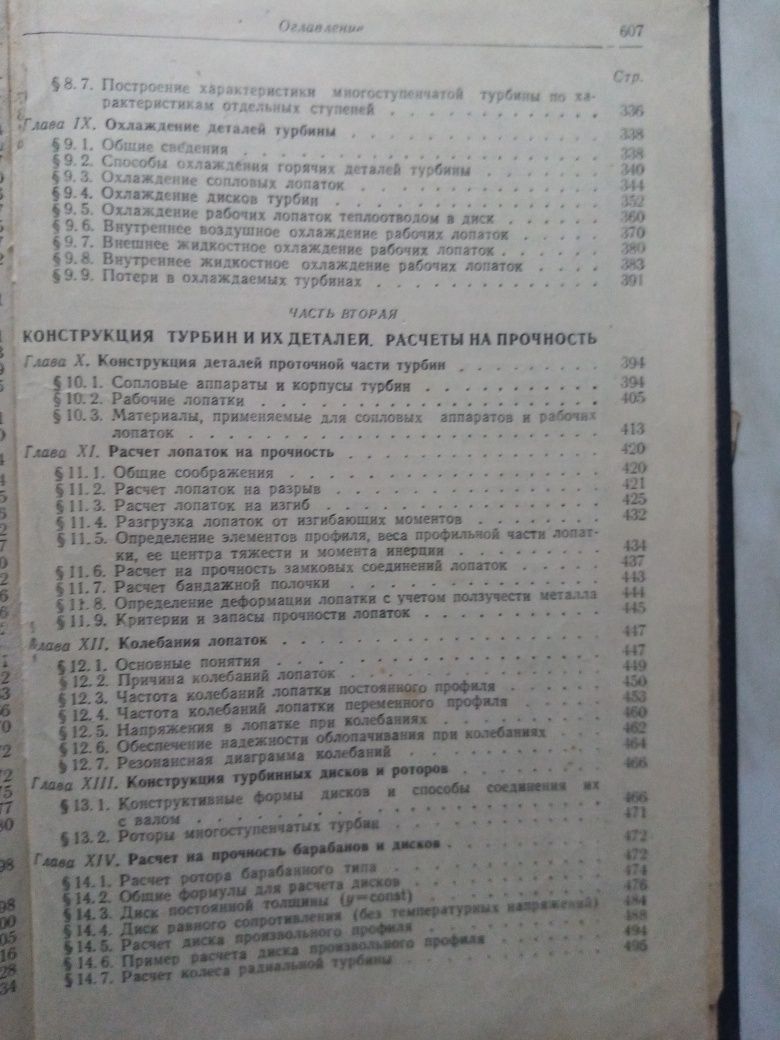 Оглавление 607
Стр.
§ 8. 7. Построение характеристики многоступенчатой турбины по ха-
рактеристикам отдельных ступеней . . . . . . . . . . . 336
Глава IX. Охлаждение деталей турбины . . . . . . . . . . . 338
§ 9. 1. Общие сведения . . . . . . . . . . . 338
§ 9. 2. Способы охлаждения горячих деталей турбины . . . . . 340
§ 9. 3. Охлаждение сопловых лопаток . . . . . . . . . . 344
§ 9. 4. Охлаждение дисков турбин . . . . . . . . . . . 352
§ 9. 5. Охлаждение рабочих лопаток теплоотводом в диск . . . . . 360
§ 9. 6. Внутреннее воздушное охлаждение рабочих лопаток . . . . 370
§ 9. 7. Внешнее жидкостное охлаждение рабочих лопаток . . . . . 380
§ 9. 8. Внутреннее жидкостное охлаждение рабочих лопаток . . . . 383
§ 9. 9. Потери в охлаждаемых турбинах . . . . . . . . . 391
ЧАСТЬ ВТОРАЯ
КОНСТРУКЦИЯ ТУРБИН И ИХ ДЕТАЛЕЙ. РАСЧЕТЫ НА ПРОЧНОСТЬ
Глава X. Конструкция деталей проточной части турбин . . . . . . 394
§ 10. 1. Сопловые аппараты и корпусы турбин . . . . . . . 394
§ 10. 2. Рабочие лопатки . . . . . . . . . . . . 405
§ 10. 3. Материалы, применяемые для сопловых аппаратов и рабочих
лопаток . . . . . . . . . . . . . . 413
Глава XI. Расчет лопаток на прочность . . . . . . . . . . 420
§ 11. 1. Общие соображения . . . . . . . . . . . 420
§ 11. 2. Расчет лопаток на разрыв . . . . . . . . . . 421
§ 11. 3. Расчет лопаток на изгиб . . . . . . . . . . 425
§ 11. 4. Разгрузка лопаток от изгибающих моментов . . . . . 432
§ 11. 5. Определение элементов профиля, веса профильной части лопат-
ки, ее центра тяжести и момента инерции . . . . . . 434
§ 11. 6. Расчет на прочность замковых соединений лопаток . . . . 437
§ 11. 7. Расчет бандажной полочки . . . . . . . . . 443
§ 11. 8. Определение деформации лопатки с учетом ползучести металла 444
§ 11. 9. Критерии и запасы прочности лопаток . . . . . . . 445
Глава XII. Колебания лопаток . . . . . . . . . . . . 447
§ 12. 1. Основные понятия . . . . . . . . . . . 447
§ 12. 2. Причина колебаний лопаток . . . . . . . . . 449
§ 12. 3. Частота колебаний лопатки постоянного профиля . . . . 450
§ 12. 4. Частота колебаний лопатки переменного профиля . . . . 453
§ 12. 5. Напряжения в лопатке при колебаниях . . . . . . 460
§ 12. 6. Обеспечение надежности облопачивания при колебаниях . . 462
§ 12. 7. Резонансная диаграмма колебаний . . . . . . . . 464
Глава XIII. Конструкция турбинных дисков и роторов . . . . . . 466
§ 13. 1. Конструктивные формы дисков и способы соединения их
с валом . . . . . . . . . . . . . . 466
§ 13. 2. Роторы многоступенчатых турбин . . . . . . . . 471
Глава XIV. Расчет на прочность барабанов и дисков . . . . . . . 472
§ 14. 1. Расчет ротора барабанного типа . . . . . . . . 472
§ 14. 2. Общие формулы для расчета дисков . . . . . . . 474
§ 14. 3. Диск постоянной толщины (y=const) . . . . . . . 476
§ 14. 4. Диск равного сопротивления (без температурных напряжений) 484
§ 14. 5. Расчет диска произвольного профиля . . . . . . . 488
§ 14. 6. Пример расчета диска произвольного профиля . . . . . 494
§ 14. 7. Расчет колеса радиальной турбины . . . . . . . 495